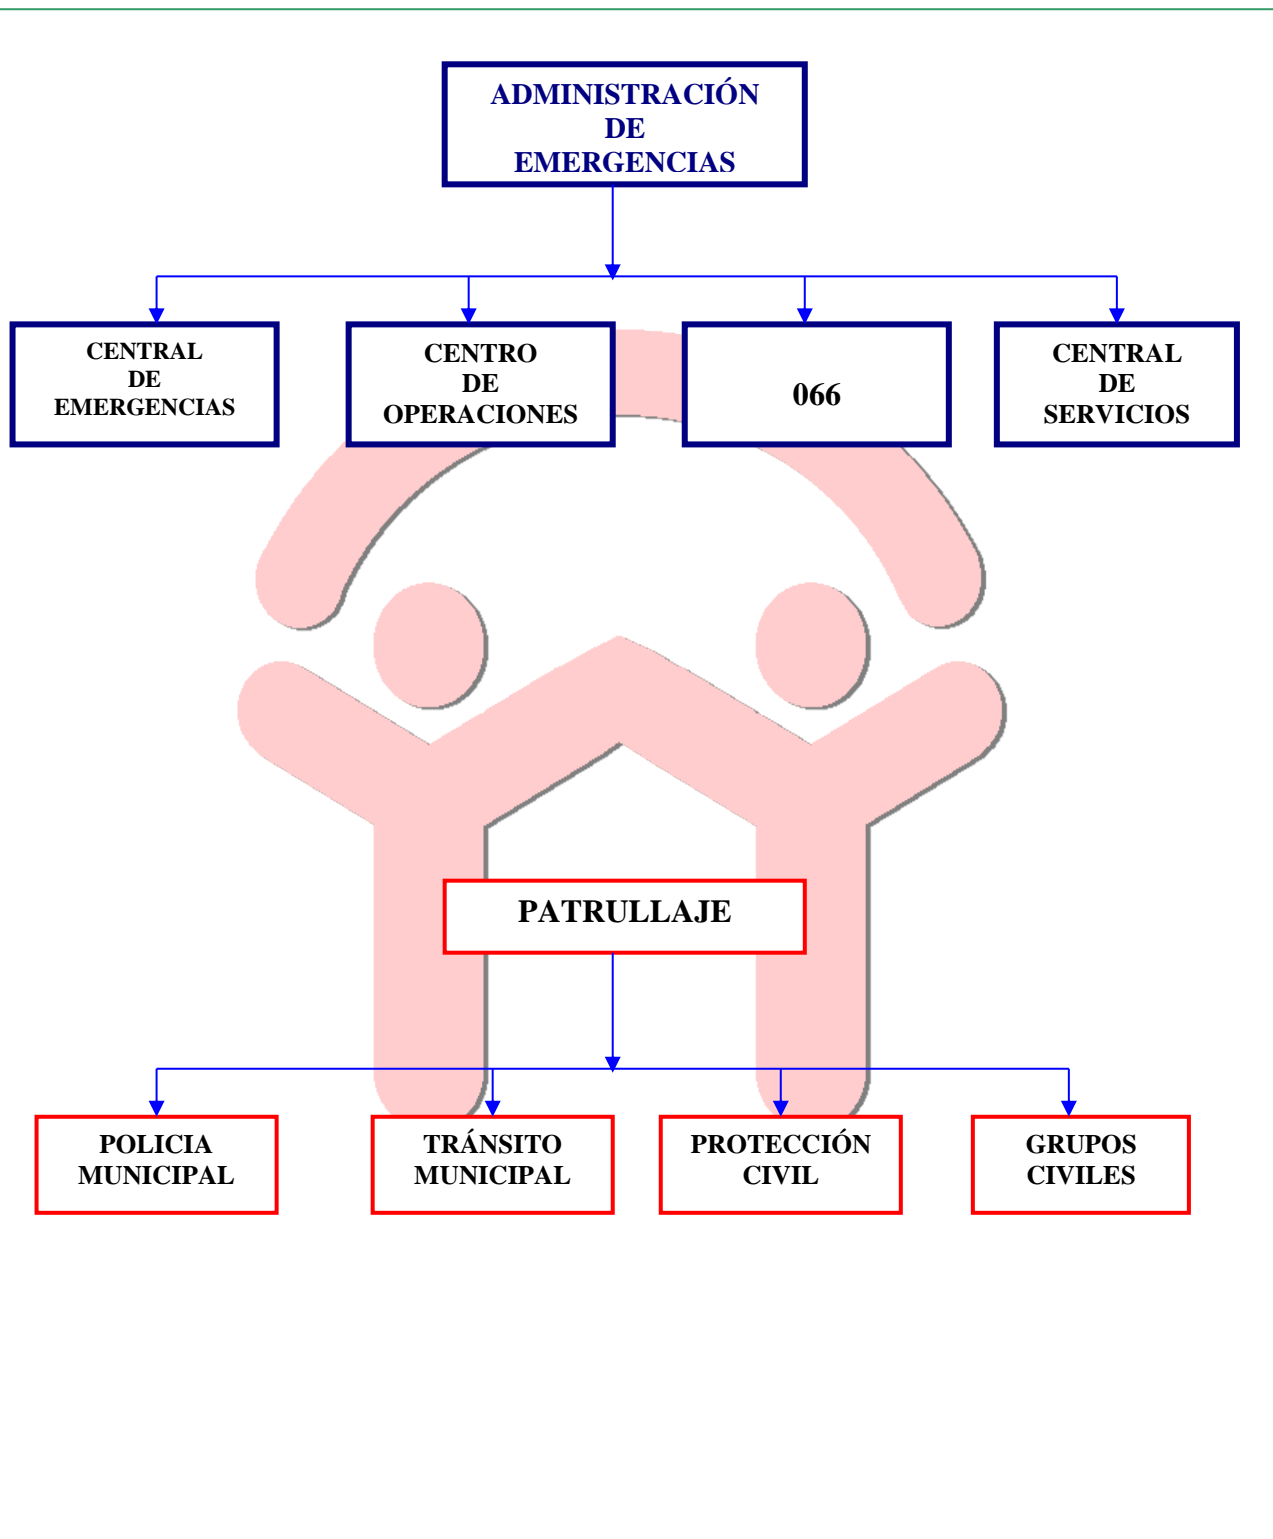 ADMINISTRACIÓN
DE
EMERGENCIAS
CENTRAL
DE
EMERGENCIAS
CENTRO
DE
OPERACIONES
066
CENTRAL
DE
SERVICIOS
PATRULLAJE
POLICIA
MUNICIPAL
TRÁNSITO
MUNICIPAL
PROTECCIÓN
CIVIL
GRUPOS
CIVILES